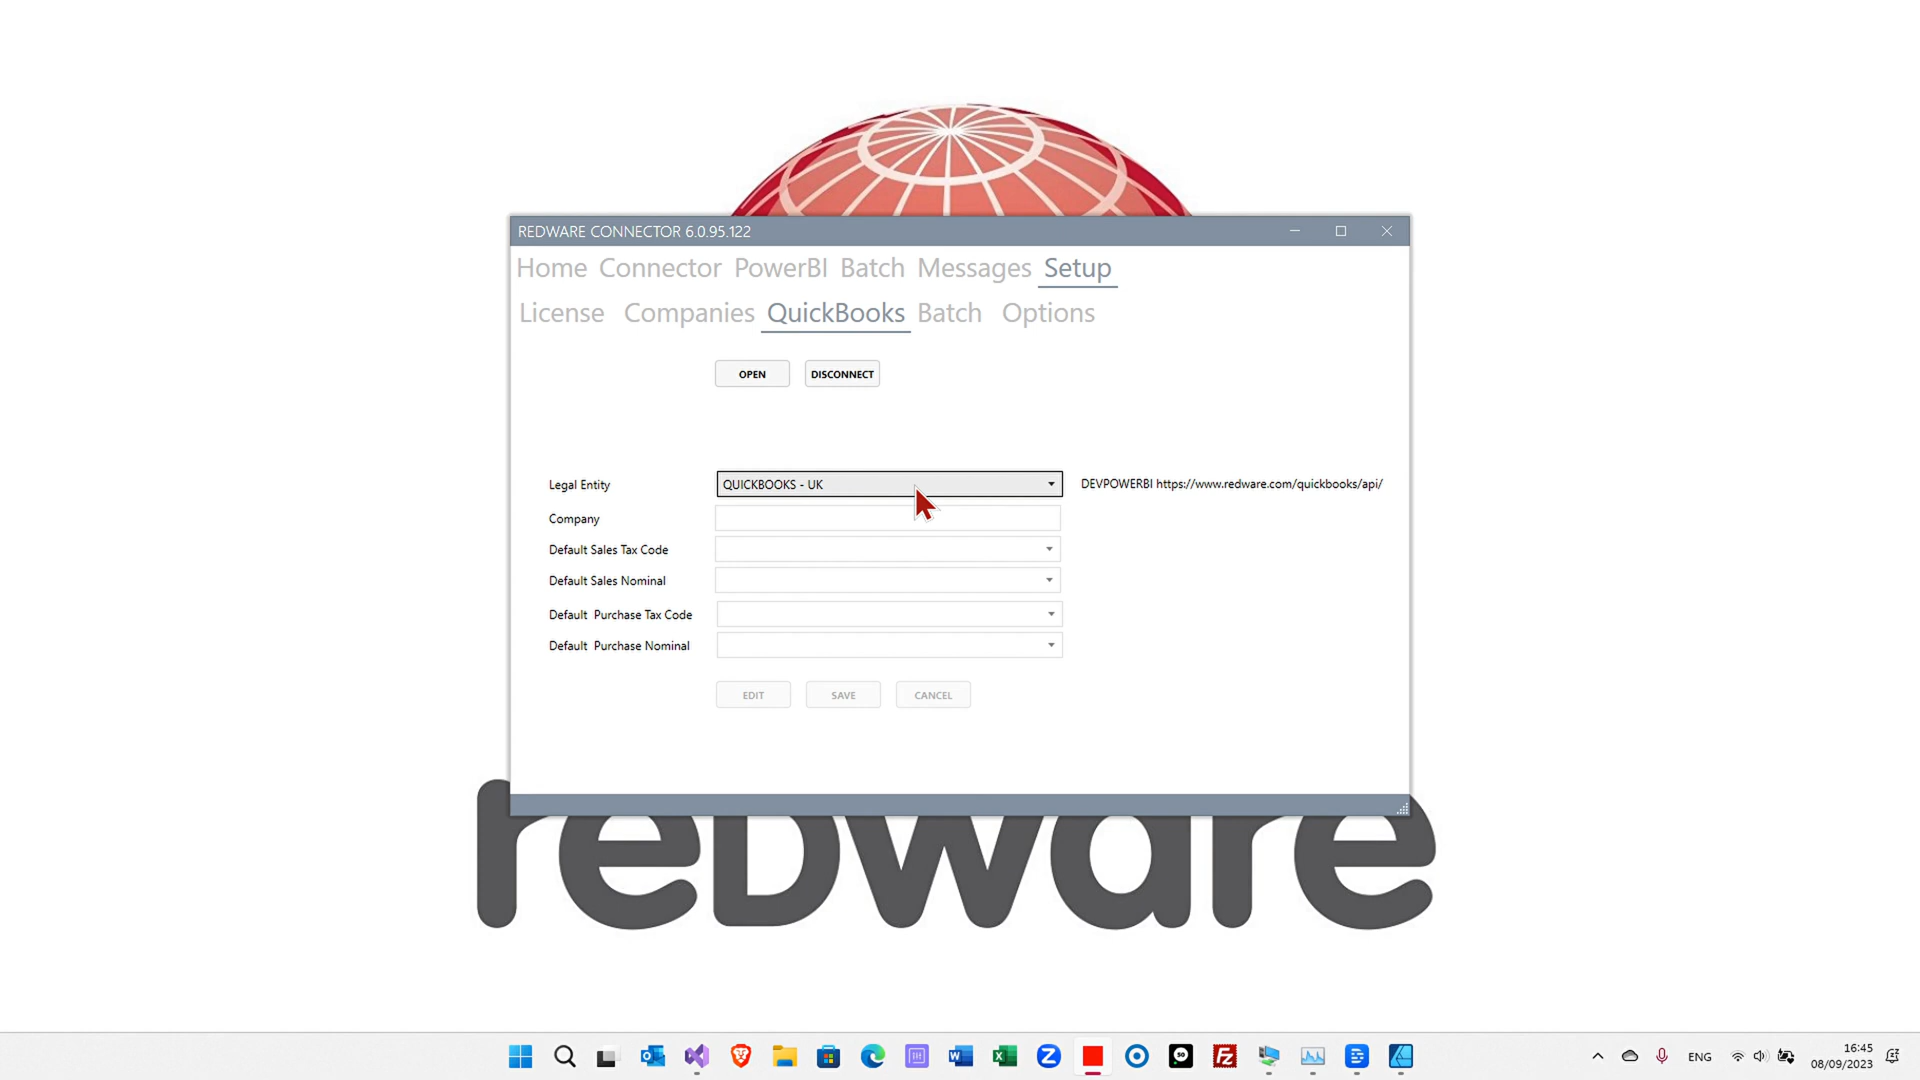 REDWARE CONNECTOR 6.0.95.122
Home Connector PowerBI Batch Messages Setup
License Companies QuickBooks Batch Options
OPEN DISCONNECT
Legal Entity QUICKBOOKS - UK DEVPOWERBI https://www.redware.com/quickbooks/api/
Company
Default Sales Tax Code
Default Sales Nominal
Default Purchase Tax Code
Default Purchase Nominal
EDIT SAVE CANCEL
reDware
ENG
16:45
08/09/2023